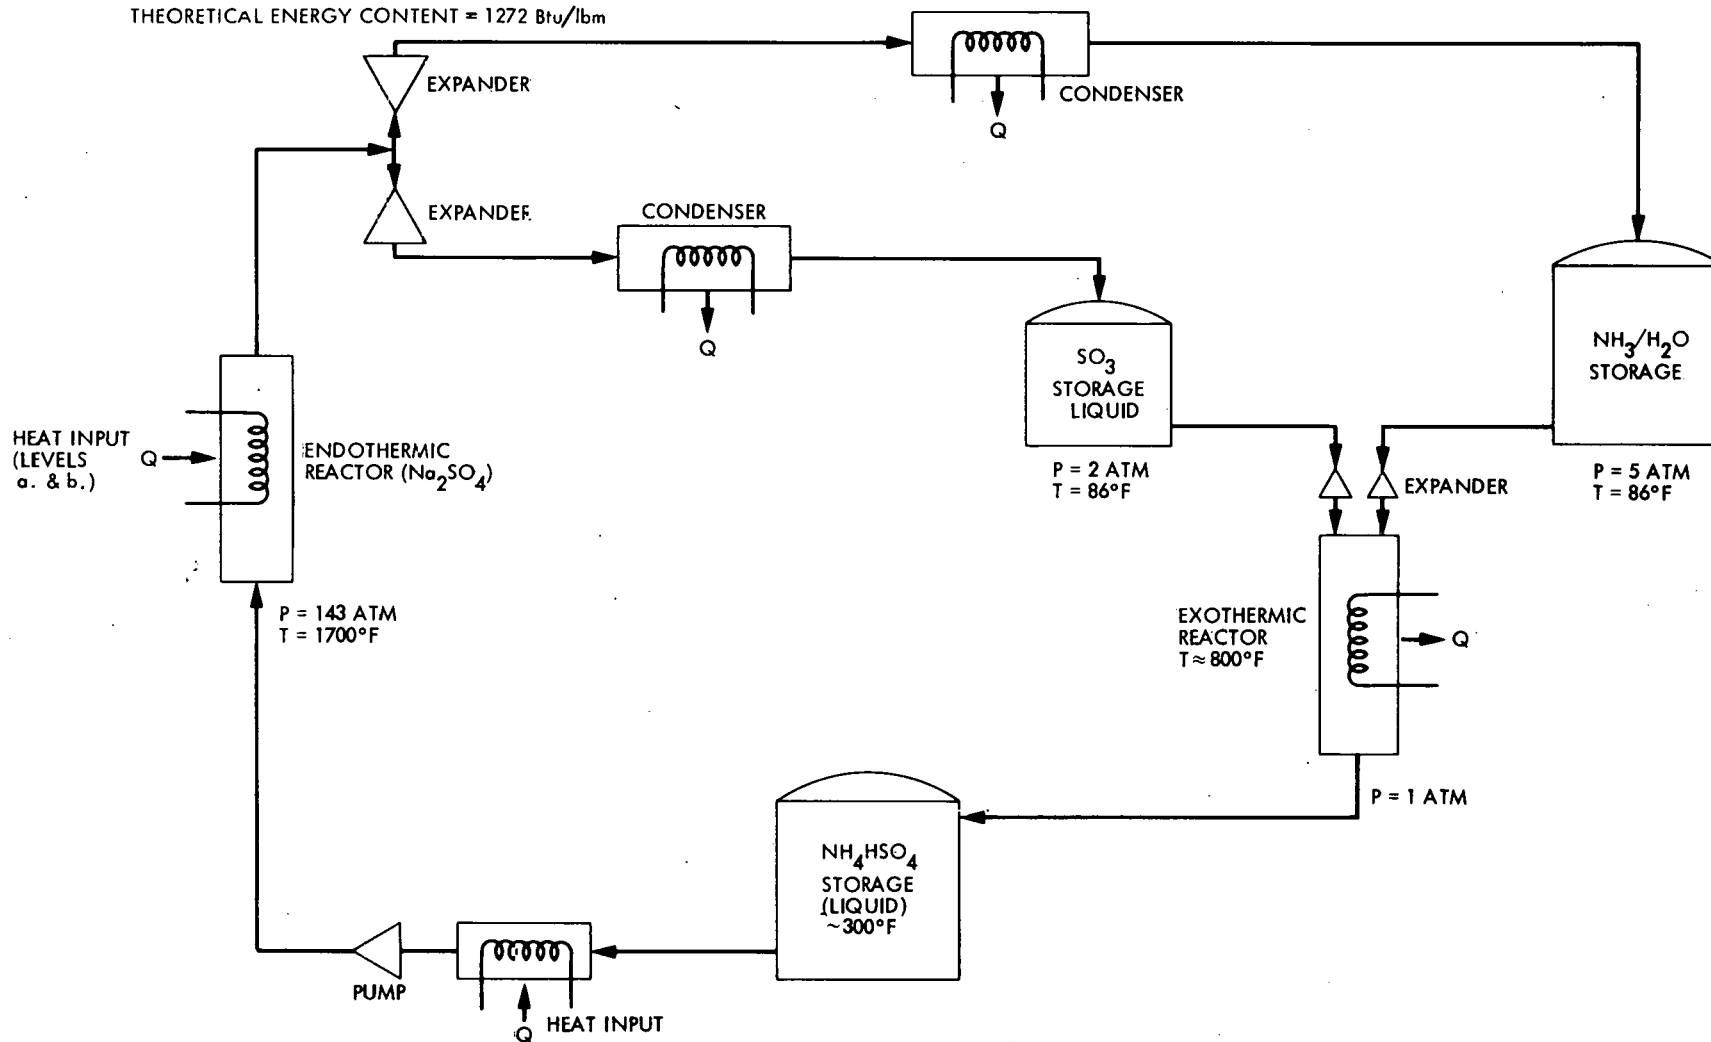 THEORETICAL ENERGY CONTENT = 1272 Btu/lbm
EXPANDER
CONDENSER
Q
EXPANDER
CONDENSER
Q
SO3
STORAGE
LIQUID
P = 2 ATM
T = 86°F
NH3/H2O
STORAGE
P = 5 ATM
T = 86°F
HEAT INPUT
(LEVELS
a. & b.)
Q
ENDOTHERMIC
REACTOR (Na2SO4)
P = 143 ATM
T = 1700°F
EXPANDER
EXOTHERMIC
REACTOR
T ≈ 800°F
Q
P = 1 ATM
NH4HSO4
STORAGE
(LIQUID)
~300°F
PUMP
Q
HEAT INPUT